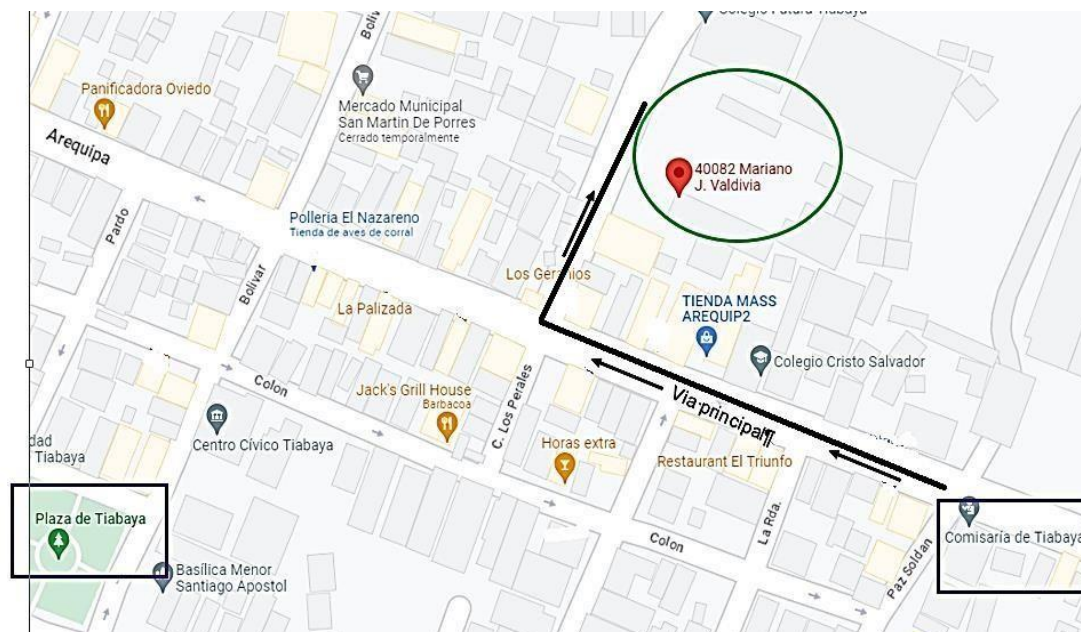 Colegio Futura Tiabaya
Panificadora Oviedo
Boliv
Mercado Municipal
San Martin De Porres
Cerrado temporalmente
Arequipa
40082 Mariano
J. Valdivia
Pardo
Polleria El Nazareno
Tienda de aves de corral
Bolivar
Los Geranios
La Palizada
TIENDA MASS
AREQUIP2
Colegio Cristo Salvador
Colon
Jack's Grill House
Barbacoa
C. Los Perales
Via principal¶
Centro Cívico Tiabaya
Horas extra
Restaurant El Triunfo
dad
Tiabaya
Plaza de Tiabaya
La Rda.
Comisaría de Tiabaya
Colon
Paz Soldan
Basílica Menor
Santiago Apostol